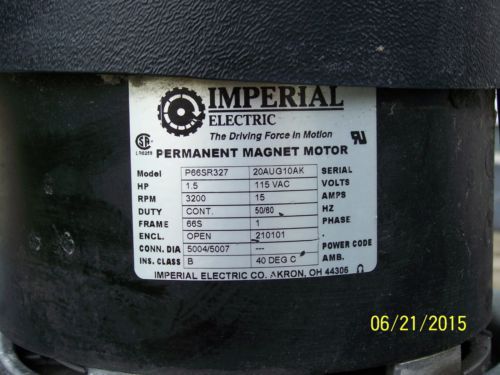 IMPERIAL
ELECTRIC
The Driving Force in Motion
PERMANENT MAGNET MOTOR
Model P66SR327 20AUG10AK SERIAL
HP 1.5 115 VAC VOLTS
RPM 3200 15 AMPS
DUTY CONT. 50/60 HZ
FRAME 66S 1 PHASE
ENCL. OPEN 210101
CONN. DIA 5004/5007 --- POWER CODE
INS. CLASS B 40 DEG C AMB.
IMPERIAL ELECTRIC CO. AKRON, OH 44306
06/21/2015